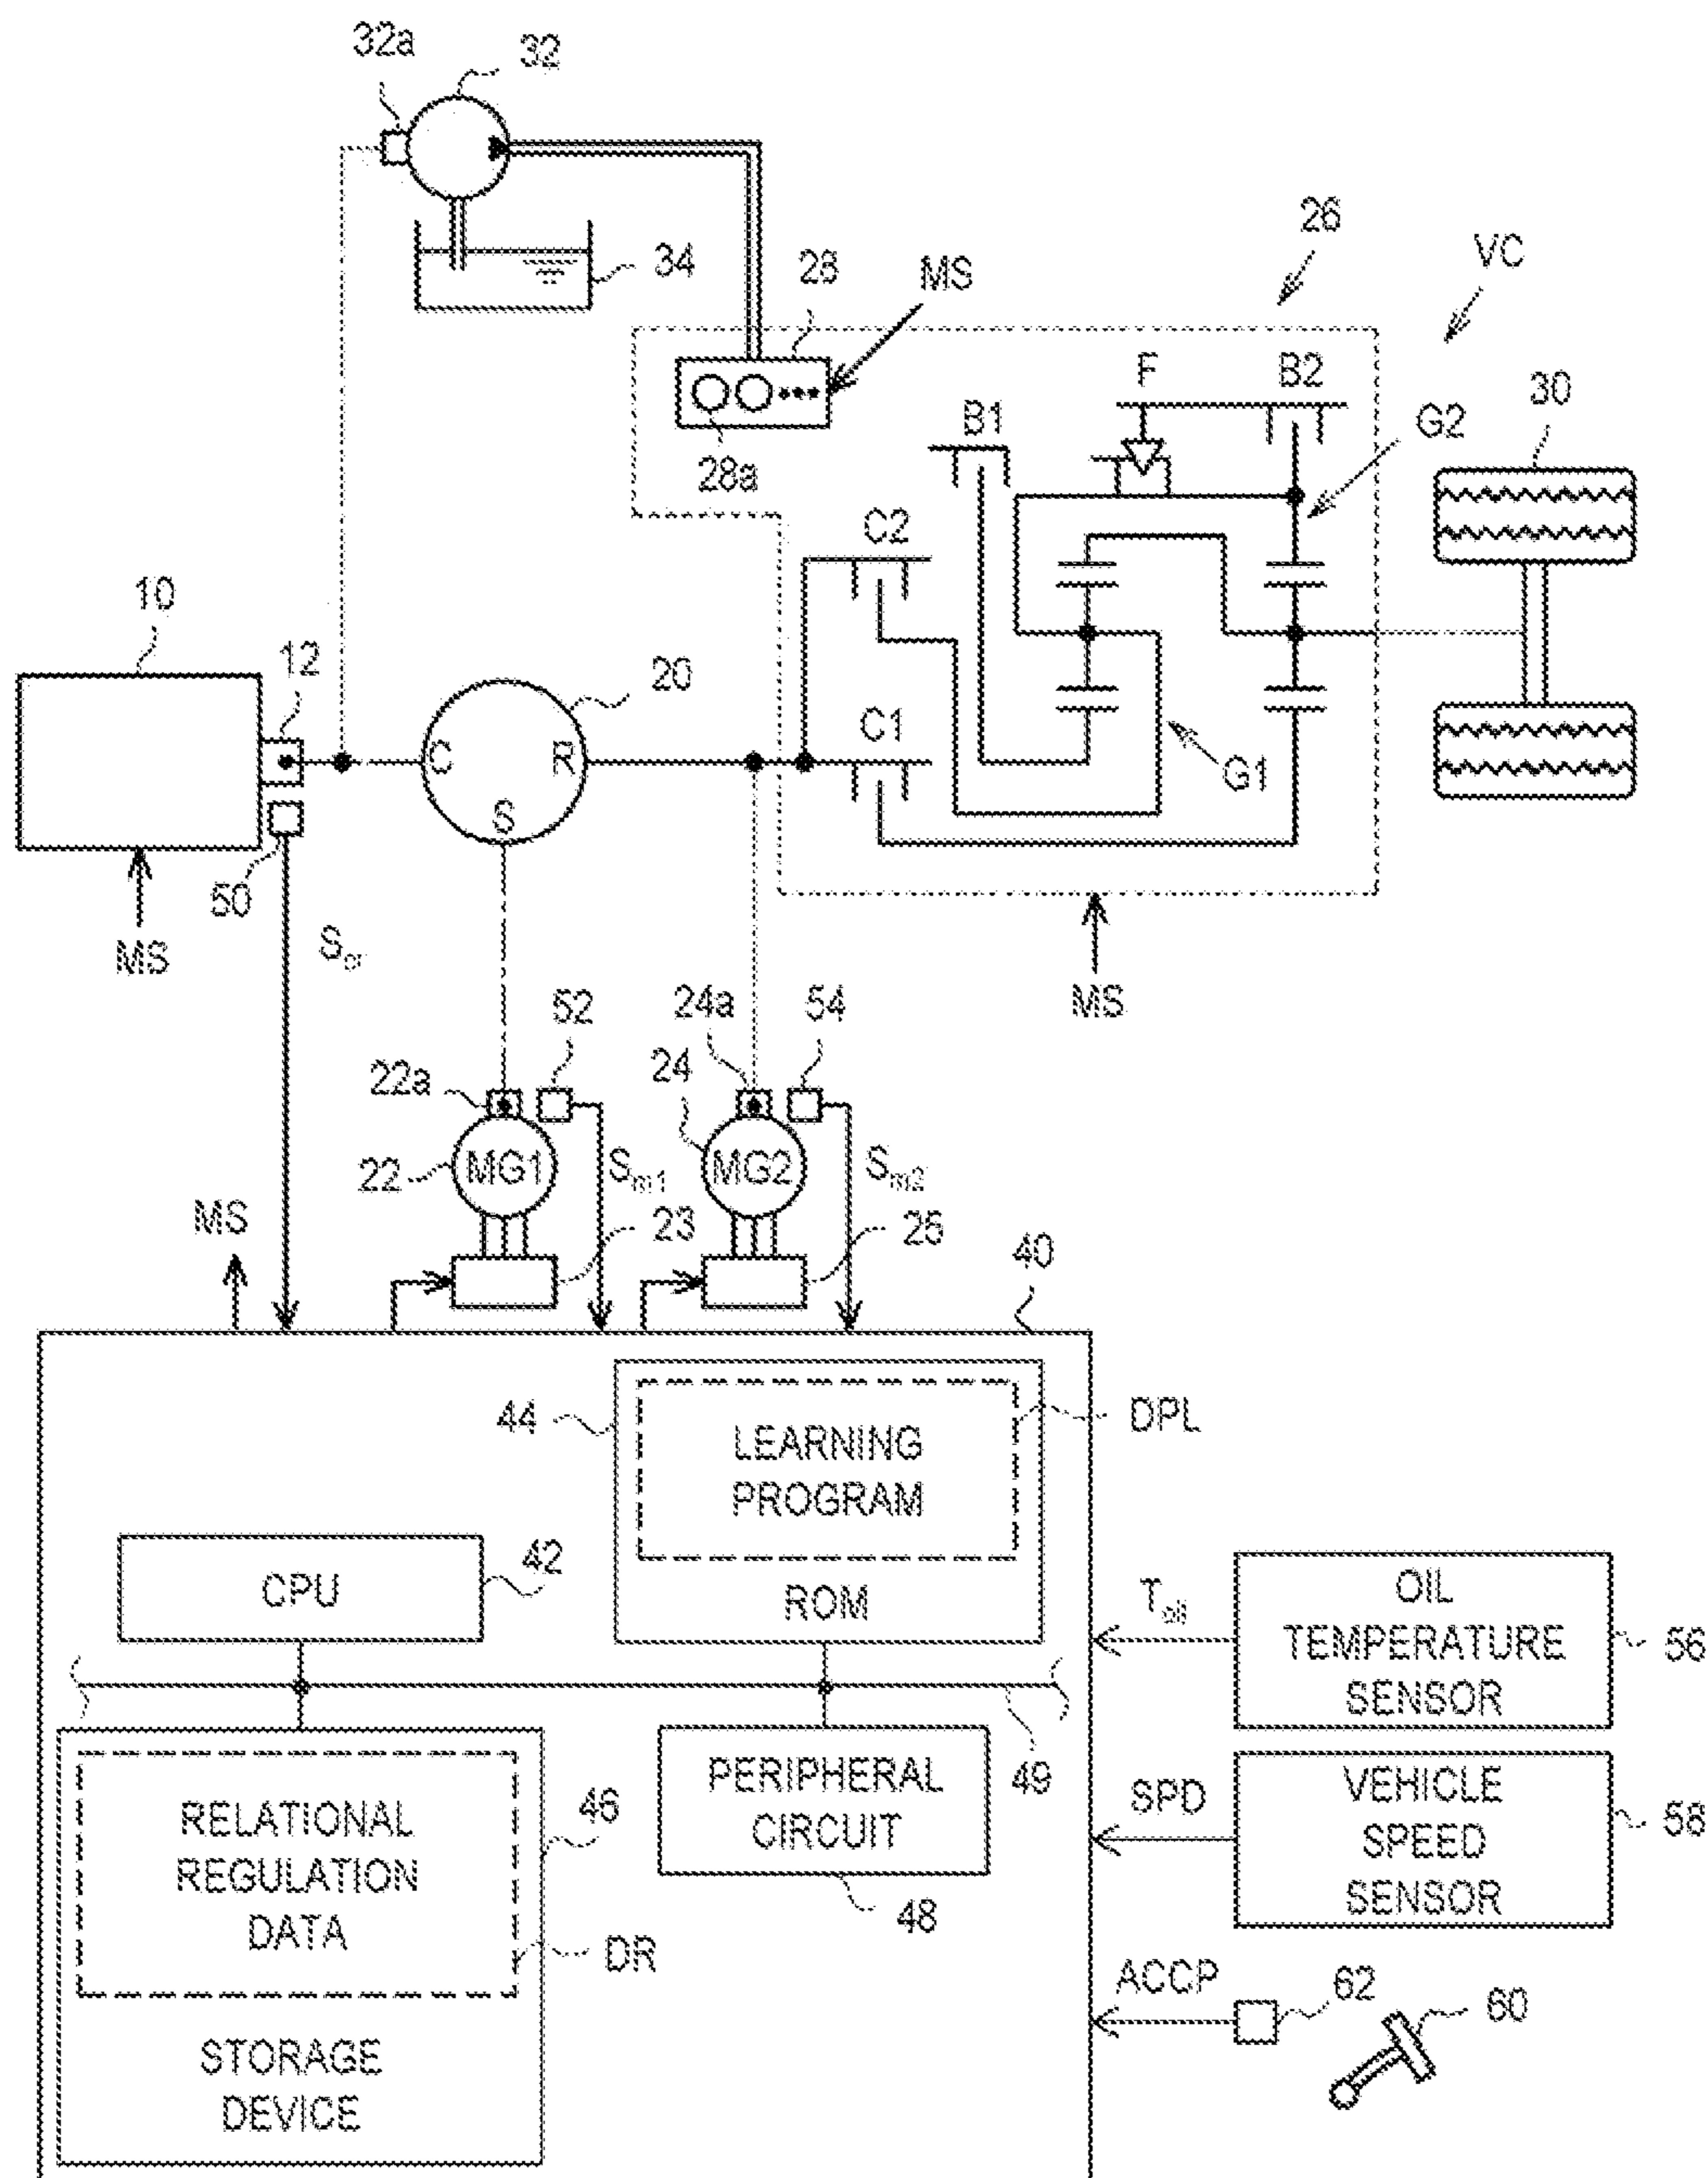 32a
32
34
28
MS
26
VC
28a
B1
F
B2
G2
30
10
12
20
C2
C1
C
R
S
G1
50
MS
S
MS
52
24a
54
22a
24
22
MG1
MG2
Sm1
Sm2
MS
23
40
44
LEARNING
PROGRAM
DPL
ROM
CPU
42
Toil
OIL
TEMPERATURE
SENSOR
56
49
RELATIONAL
REGULATION
DATA
46
PERIPHERAL
CIRCUIT
SPD
VEHICLE
SPEED
SENSOR
58
48
DR
STORAGE
DEVICE
ACCP
62
60